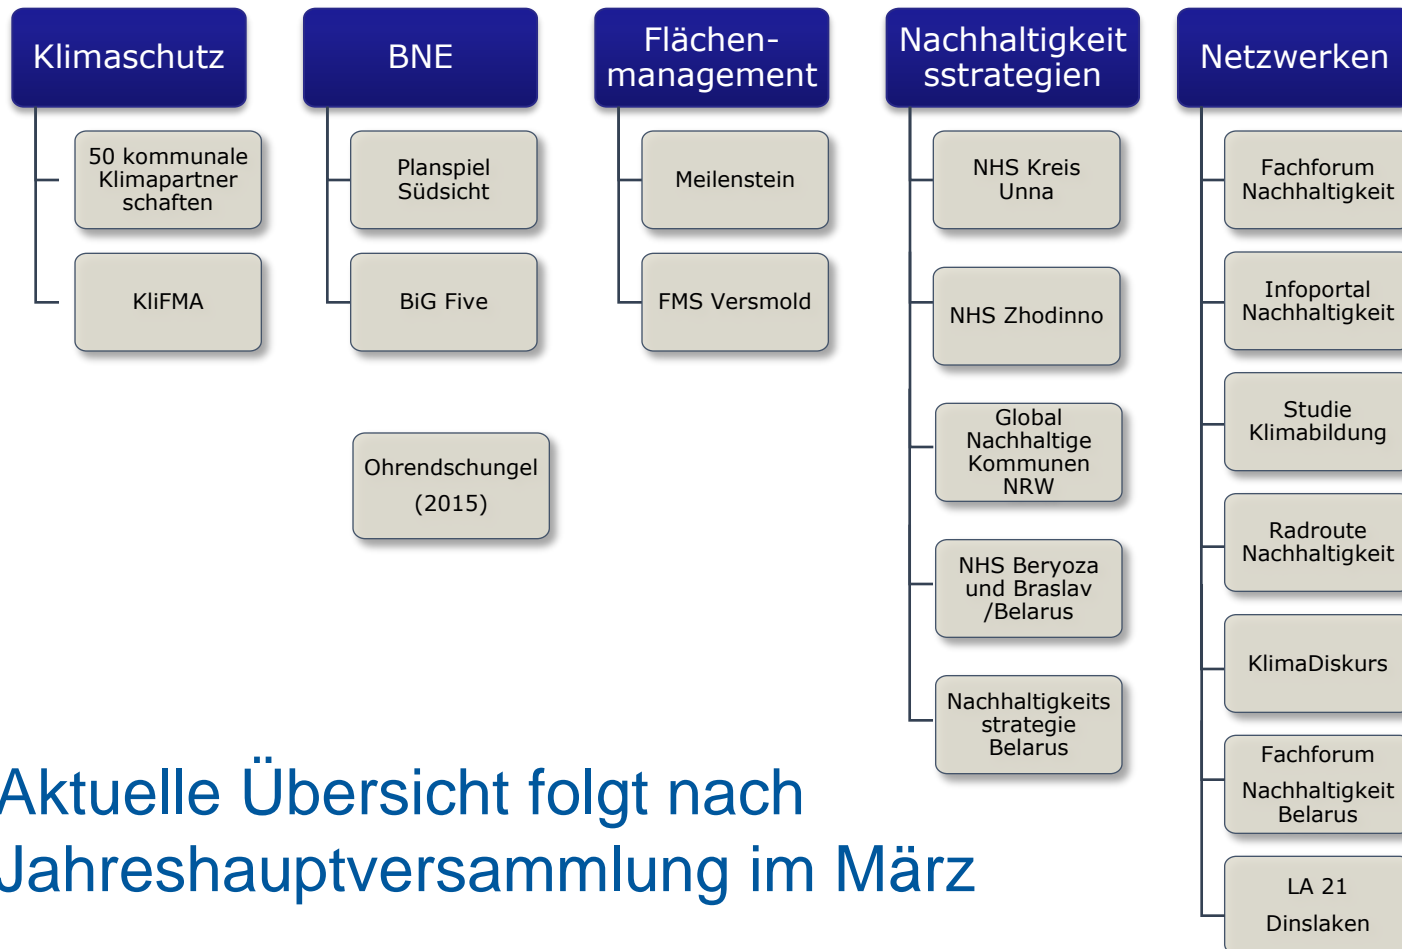 Klimaschutz
50 kommunale
Klimapartner
schaften
KliFMA
BNE
Planspiel
Südsicht
BiG Five
Ohrendschungel
(2015)
Flächen-
management
Meilenstein
FMS Versmold
Nachhaltigkeit
sstrategien
NHS Kreis
Unna
NHS Zhodinno
Global
Nachhaltige
Kommunen
NRW
NHS Beryoza
und Braslav
/Belarus
Nachhaltigkeits
strategie
Belarus
Netzwerken
Fachforum
Nachhaltigkeit
Infoportal
Nachhaltigkeit
Studie
Klimabildung
Radroute
Nachhaltigkeit
KlimaDiskurs
Fachforum
Nachhaltigkeit
Belarus
LA 21
Dinslaken
Aktuelle Übersicht folgt nach
Jahreshauptversammlung im März